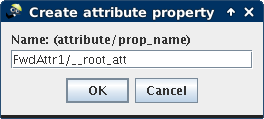 Create attribute property
Name: (attribute/prop_name)
FwdAttr1/__root_att
OK Cancel